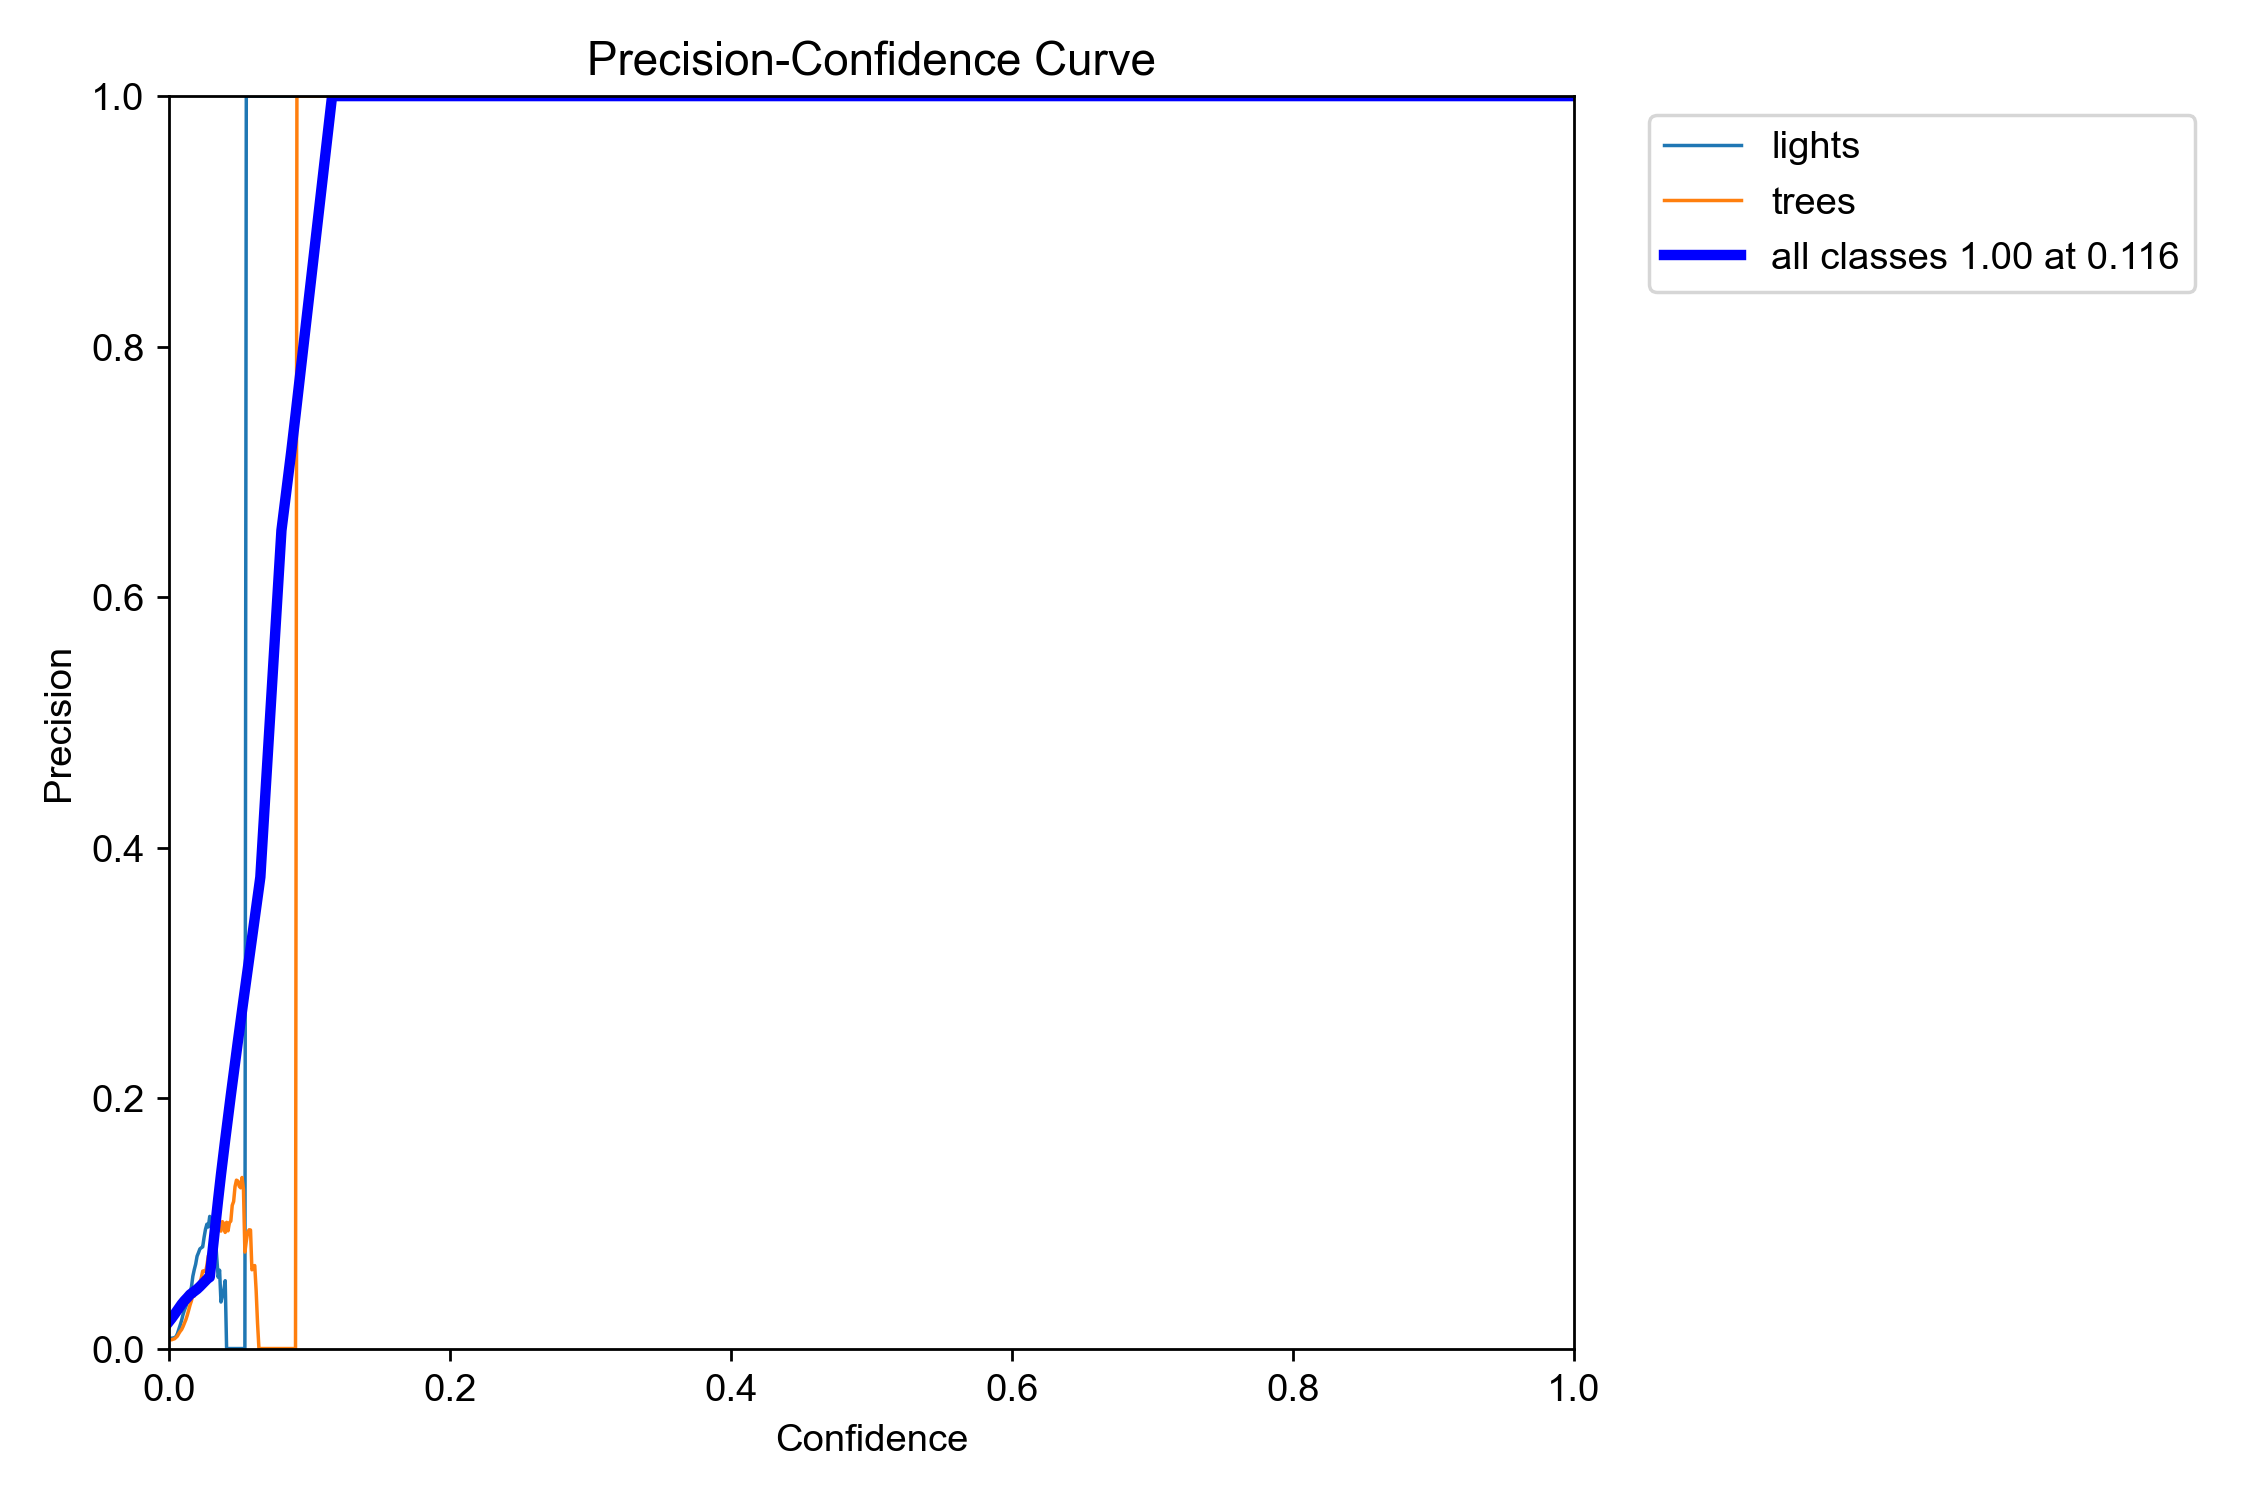 Precision-Confidence Curve
1.0
0.8
0.6
0.4
0.2
0.0
Precision
0.0 0.2 0.4 0.6 0.8 1.0
Confidence
lights
trees
all classes 1.00 at 0.116